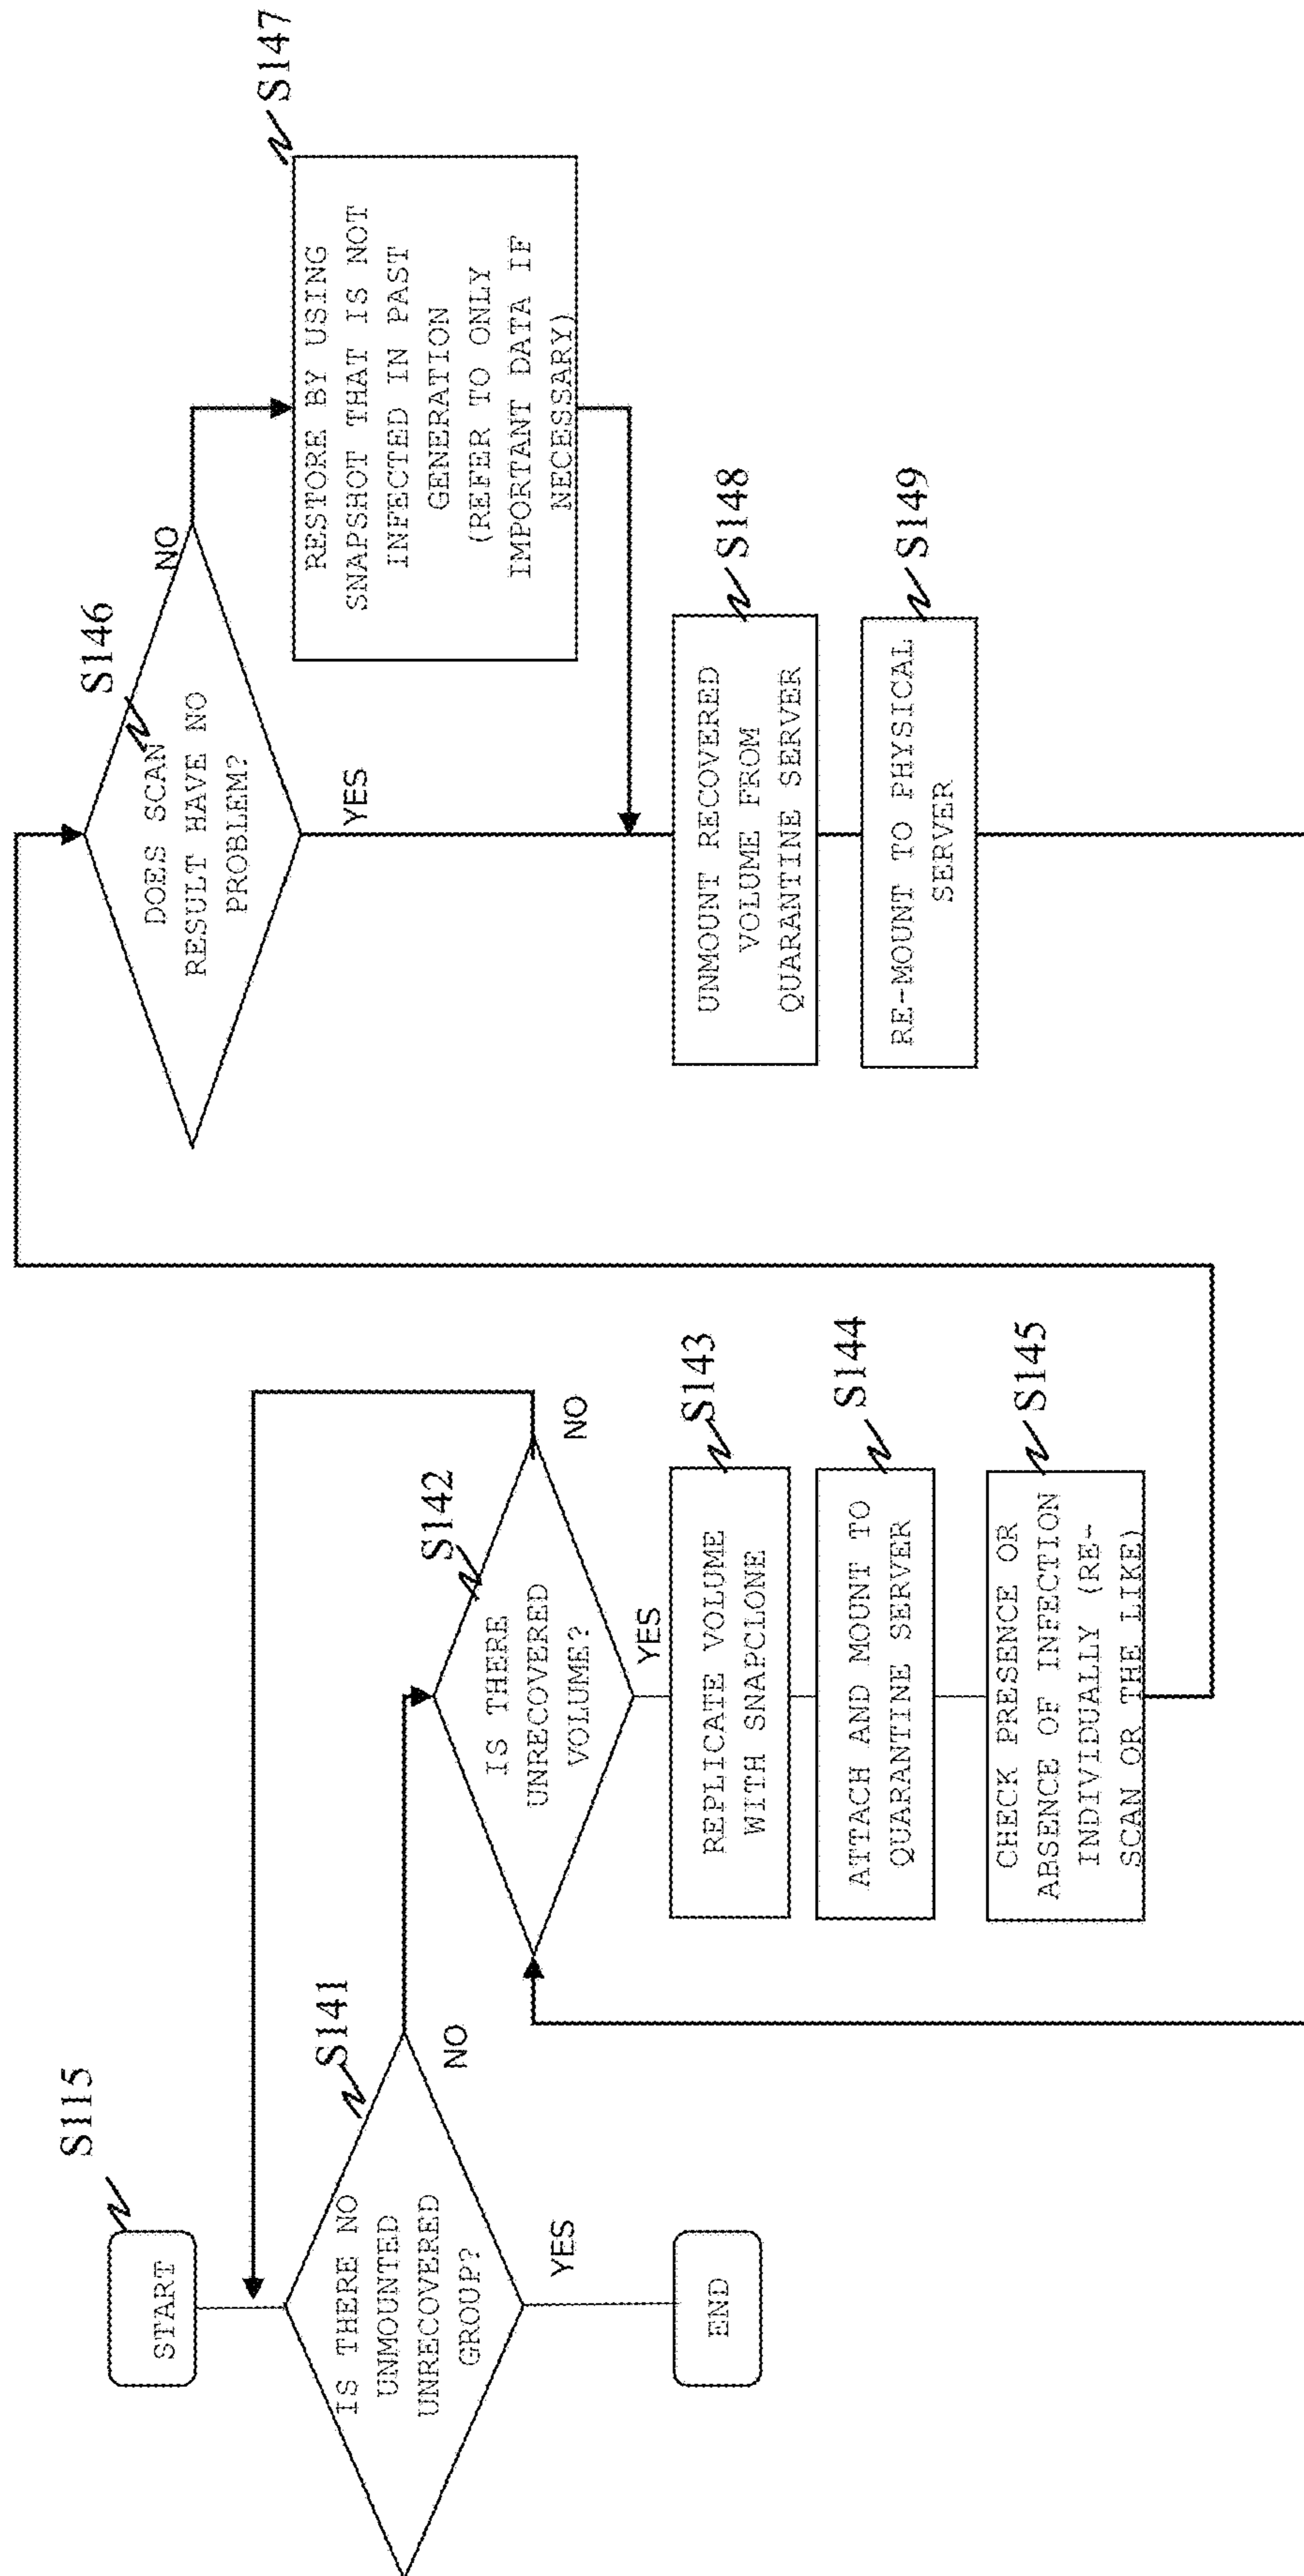 S115
START
S141
IS THERE NO
UNMOUNTED
UNRECOVERED
GROUP?
NO
YES
END
S142
IS THERE
UNRECOVERED
VOLUME?
NO
YES
S143
REPLICATE VOLUME
WITH SNAPCLONE
S144
ATTACH AND MOUNT TO
QUARANTINE SERVER
S145
CHECK PRESENCE OR
ABSENCE OF INFECTION
INDIVIDUALLY (RE-
SCAN OR THE LIKE)
S146
DOES SCAN
RESULT HAVE NO
PROBLEM?
NO
YES
S147
RESTORE BY USING
SNAPSHOT THAT IS NOT
INFECTED IN PAST
GENERATION
(REFER TO ONLY
IMPORTANT DATA IF
NECESSARY)
S148
UNMOUNT RECOVERED
VOLUME FROM
QUARANTINE SERVER
S149
RE-MOUNT TO PHYSICAL
SERVER